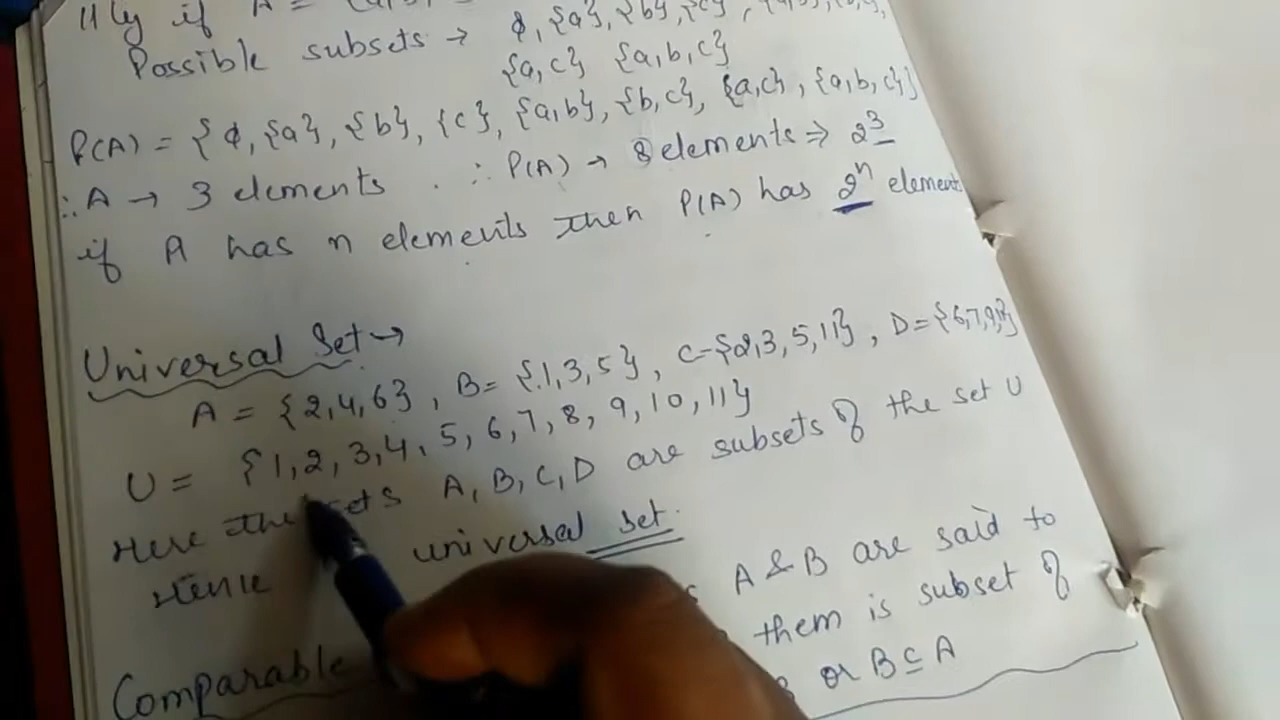 11ly if A =
Possible subsets → ϕ, {a}, {b}, {c},
{a,c} {a,b,c}
P(A) = { ϕ, {a}, {b}, {c}, {a,b}, {b,c}, {a,c}, {a,b,c}}
∴ A → 3 elements . ∴ P(A) → 8 elements ⇒ 2³
if A has n elements then P(A) has 2ⁿ element
Universal Set →
A = {2,4,6} , B = {1,3,5} , C = {2,3,5,11} , D = {6,7,9,
U = {1,2,3,4,5,6,7,8,9,10,11}
Here the sets A, B, C, D are subsets of the set U
Hence universal set.
A & B are said to
Comparable them is subset of
or B ⊆ A